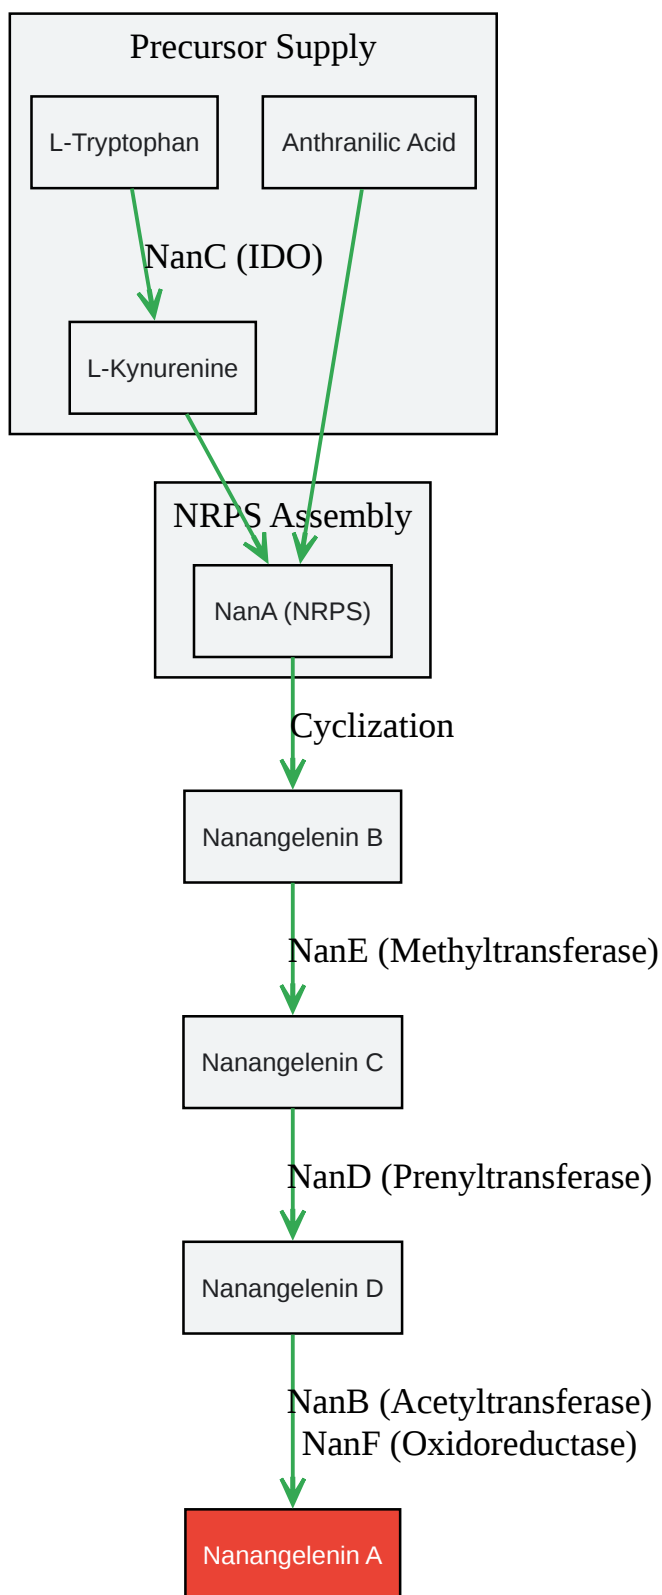 Precursor Supply
L-Tryptophan
Anthranilic Acid
NanC (IDO)
L-Kynurenine
NRPS Assembly
NanA (NRPS)
Cyclization
Nanangelenin B
NanE (Methyltransferase)
Nanangelenin C
NanD (Prenyltransferase)
Nanangelenin D
NanB (Acetyltransferase)
NanF (Oxidoreductase)
Nanangelenin A